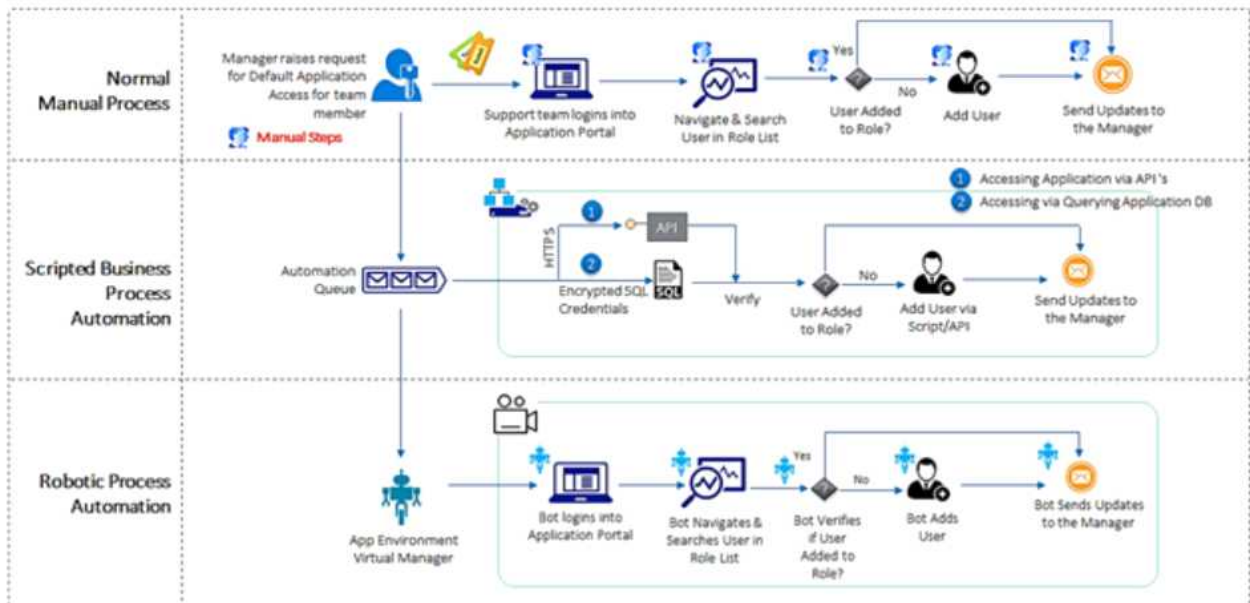 Normal
Manual Process
Manager raises request
for Default Application
Access for team
member
Manual Steps
Support team logins into
Application Portal
Navigate & Search
User in Role List
Yes
User Added
to Role?
No
Add User
Send Updates to
the Manager
Scripted Business
Process
Automation
Automation
Queue
HTTPS
1
API
2
Encrypted SQL
Credentials
SQL
Verify
1 Accessing Application via API's
2 Accessing via Querying Application DB
User Added
to Role?
No
Add User via
Script/API
Send Updates to
the Manager
Robotic Process
Automation
App Environment
Virtual Manager
Bot logins into
Application Portal
Bot Navigates &
Searches User in
Role List
Yes
Bot Verifies
if User
Added to
Role?
No
Bot Adds
User
Bot Sends Updates
to the Manager